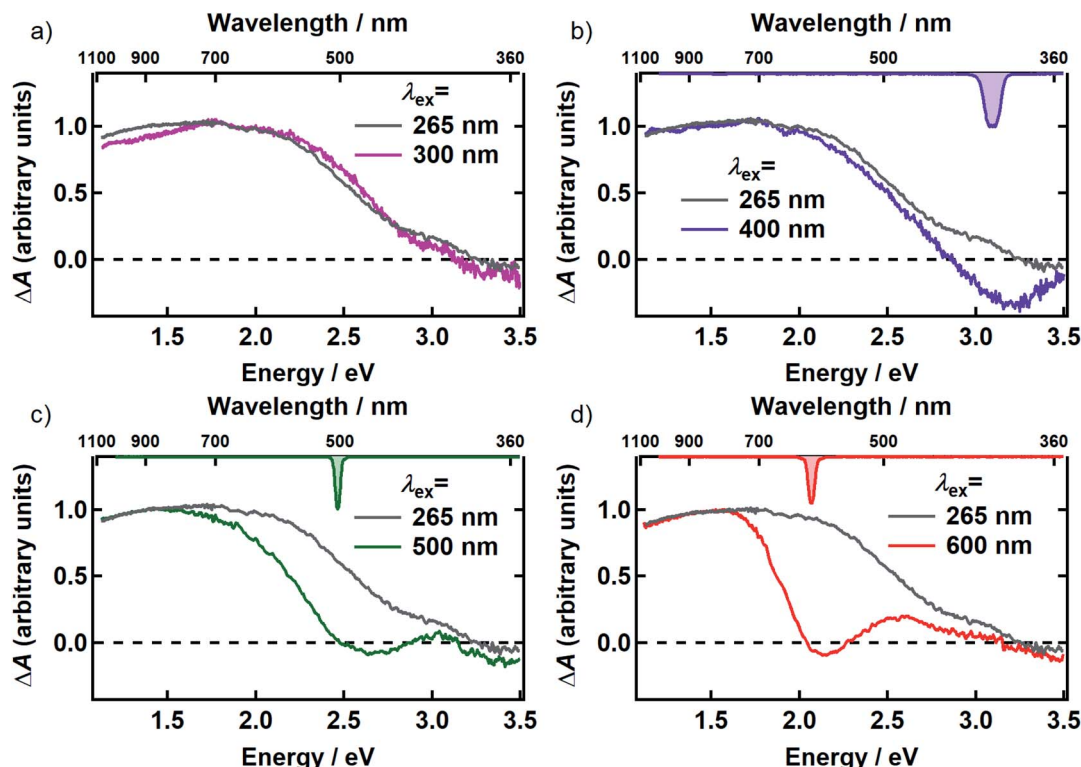 a)
Wavelength / nm
1100 900 700 500 360
ΔA (arbitrary units)
1.0
0.5
0.0
λex=
265 nm
300 nm
1.5 2.0 2.5 3.0 3.5
Energy / eV
b)
Wavelength / nm
1100 900 700 500 360
ΔA (arbitrary units)
1.0
0.5
0.0
λex=
265 nm
400 nm
1.5 2.0 2.5 3.0 3.5
Energy / eV
c)
Wavelength / nm
1100 900 700 500 360
ΔA (arbitrary units)
1.0
0.5
0.0
λex=
265 nm
500 nm
1.5 2.0 2.5 3.0 3.5
Energy / eV
d)
Wavelength / nm
1100 900 700 500 360
ΔA (arbitrary units)
1.0
0.5
0.0
λex=
265 nm
600 nm
1.5 2.0 2.5 3.0 3.5
Energy / eV